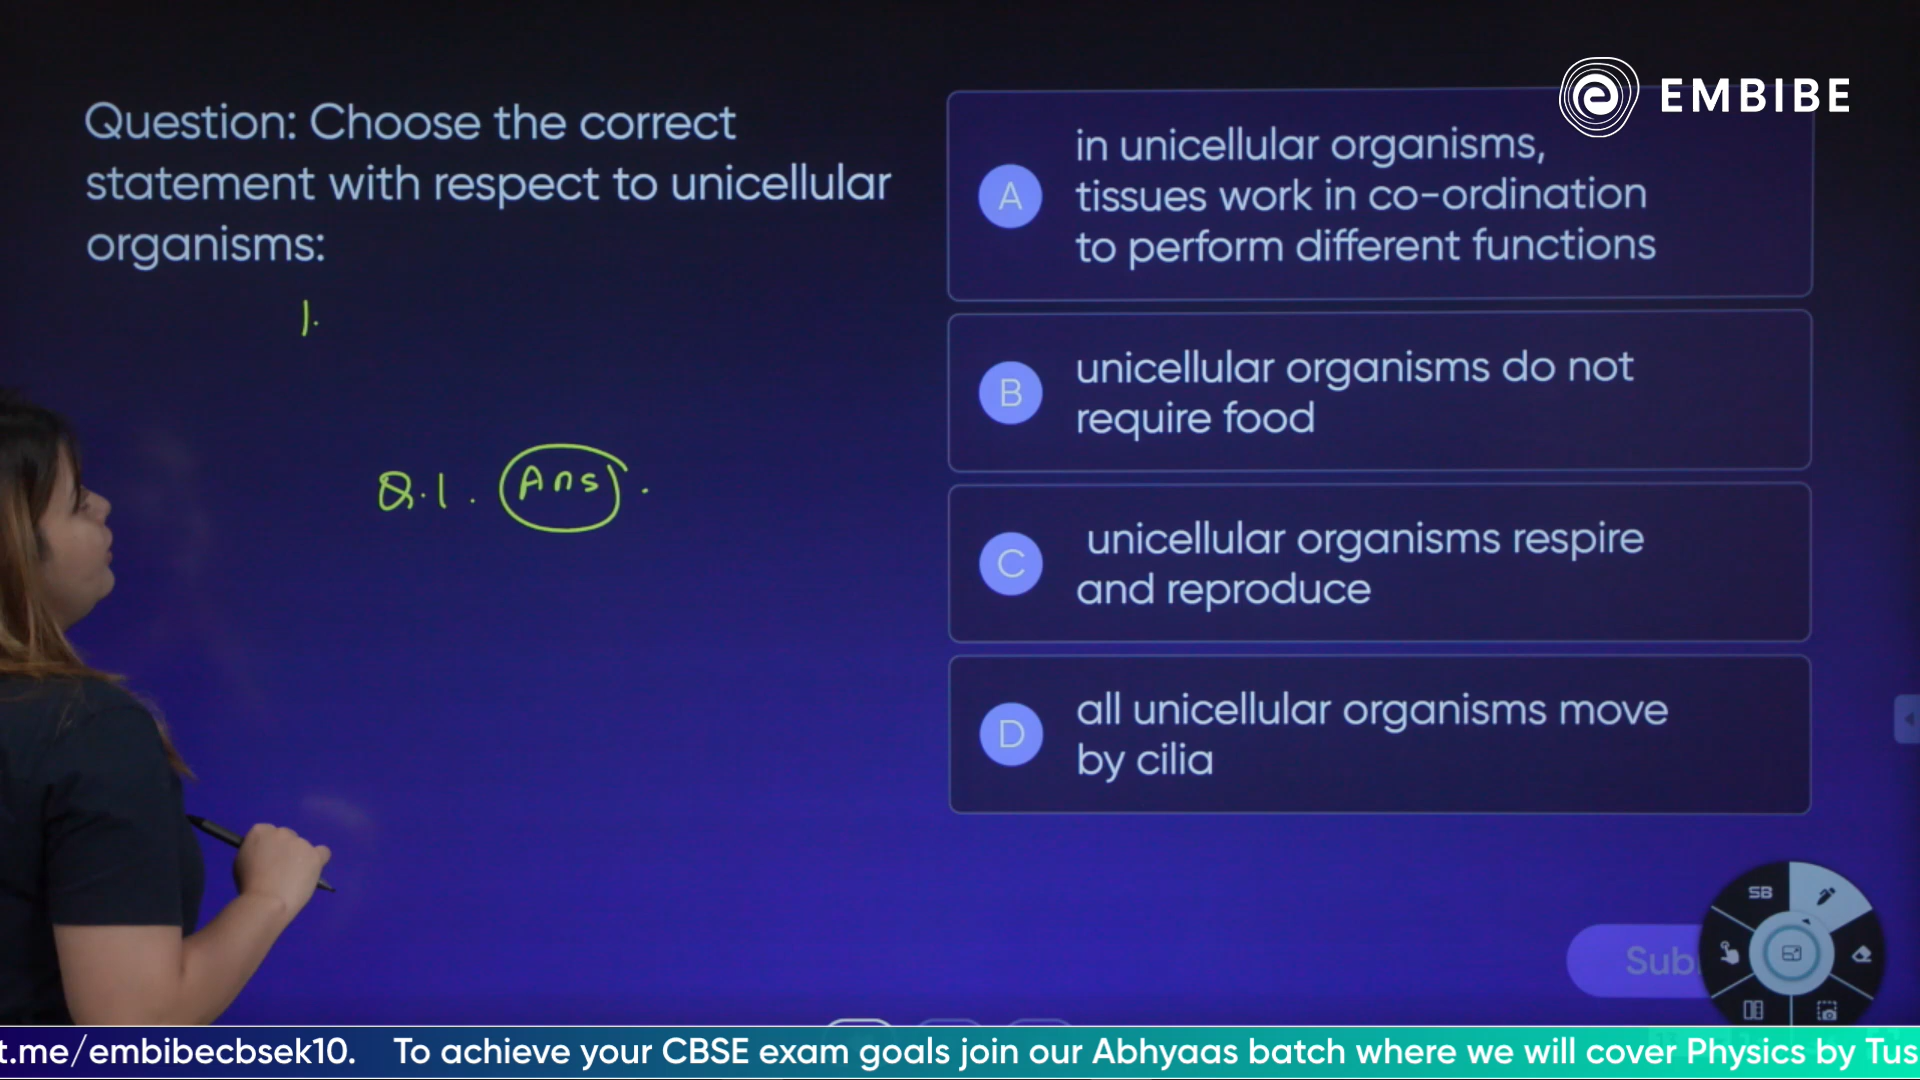 EMBIBE
Question: Choose the correct
statement with respect to unicellular
organisms:
1.
Q.1. Ans.
A
in unicellular organisms,
tissues work in co-ordination
to perform different functions
B
unicellular organisms do not
require food
C
unicellular organisms respire
and reproduce
D
all unicellular organisms move
by cilia
SB
t.me/embibecbsek10. To achieve your CBSE exam goals join our Abhyaas batch where we will cover Physics by Tus